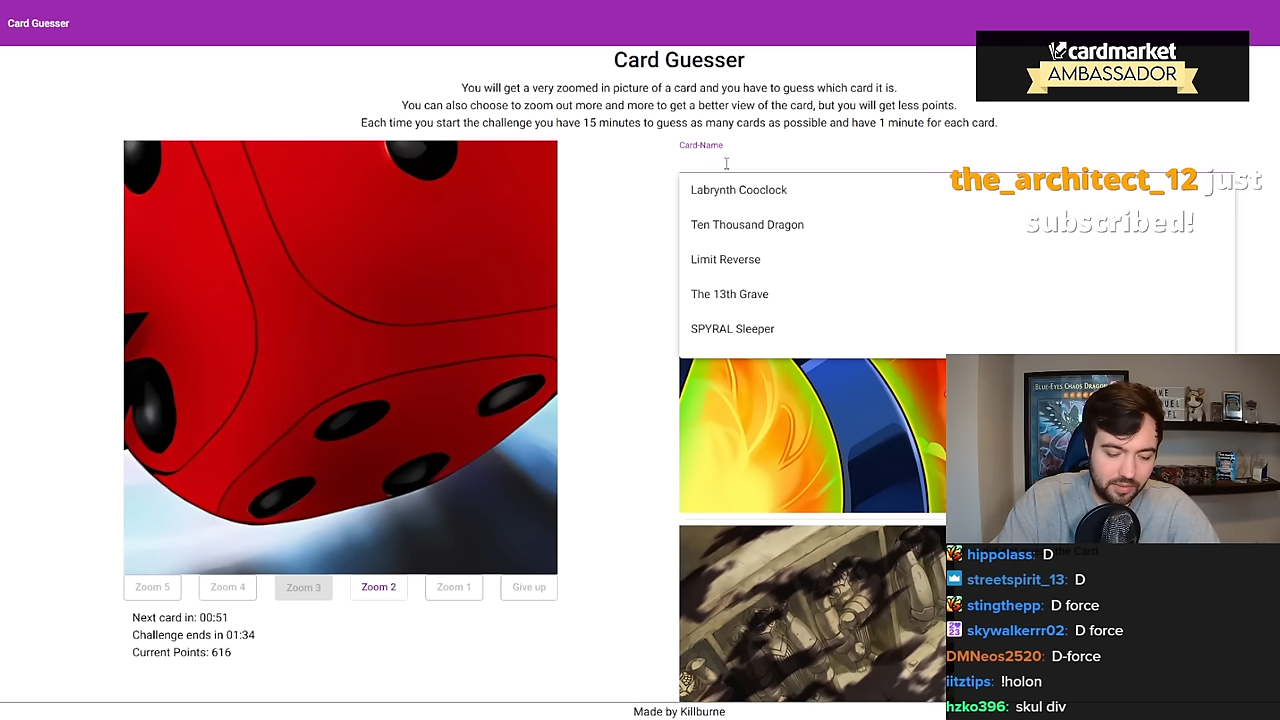 Card Guesser
cardmarket
AMBASSADOR
Card Guesser
You will get a very zoomed in picture of a card and you have to guess which card it is.
You can also choose to zoom out more and more to get a better view of the card, but you will get less points.
Each time you start the challenge you have 15 minutes to guess as many cards as possible and have 1 minute for each card.
Card-Name
the_architect_12 just
subscribed!
Labrynth Cooclock
Ten Thousand Dragon
Limit Reverse
The 13th Grave
SPYRAL Sleeper
BLUE-EYES CHAOS DRAGON
Zoom 5
Zoom 4
Zoom 3
Zoom 2
Zoom 1
Give up
Next card in: 00:51
Challenge ends in 01:34
Current Points: 616
the Card
hippolass: D
streetspirit_13: D
stingthepp: D force
skywalkerrr02: D force
DMNeos2520: D-force
iitztips: !holon
hzko396: skul div
Made by Killburne